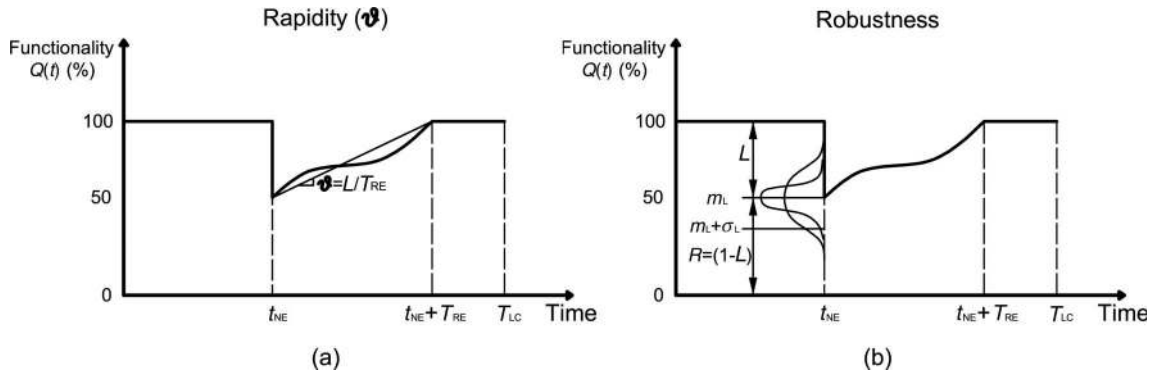 Rapidity (𝝑)
Functionality
Q(t) (%)
100
50
0
𝝑=L/TRE
tNE
tNE+TRE
TLC
Time
(a)
Robustness
Functionality
Q(t) (%)
100
50
0
L
mL
mL+σL
R=(1-L)
tNE
tNE+TRE
TLC
Time
(b)